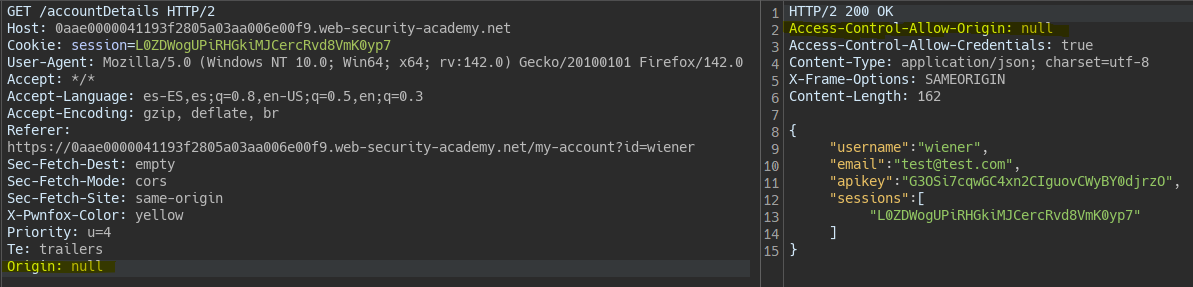 GET /accountDetails HTTP/2
Host: 0aae0000041193f2805a03aa006e00f9.web-security-academy.net
Cookie: session=L0ZDWogUPiRHGkiMJCercRvd8VmK0yp7
User-Agent: Mozilla/5.0 (Windows NT 10.0; Win64; x64; rv:142.0) Gecko/20100101 Firefox/142.0
Accept: */*
Accept-Language: es-ES,es;q=0.8,en-US;q=0.5,en;q=0.3
Accept-Encoding: gzip, deflate, br
Referer:
https://0aae0000041193f2805a03aa006e00f9.web-security-academy.net/my-account?id=wiener
Sec-Fetch-Dest: empty
Sec-Fetch-Mode: cors
Sec-Fetch-Site: same-origin
X-Pwnfox-Color: yellow
Priority: u=4
Te: trailers
Origin: null
1 HTTP/2 200 OK
2 Access-Control-Allow-Origin: null
3 Access-Control-Allow-Credentials: true
4 Content-Type: application/json; charset=utf-8
5 X-Frame-Options: SAMEORIGIN
6 Content-Length: 162
7
8 {
9 "username":"wiener",
10 "email":"test@test.com",
11 "apikey":"G3OSi7cqwGC4xn2CIguovCWyBY0djrzO",
12 "sessions":[
13 "L0ZDWogUPiRHGkiMJCercRvd8VmK0yp7"
14 ]
15 }